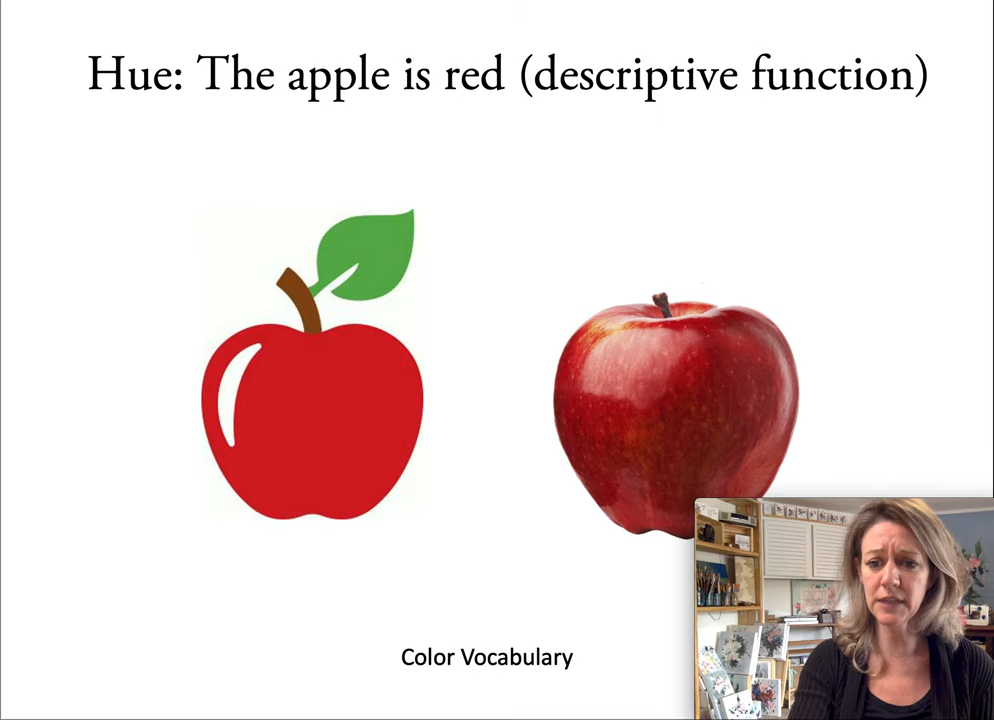 Hue: The apple is red (descriptive function)
Color Vocabulary